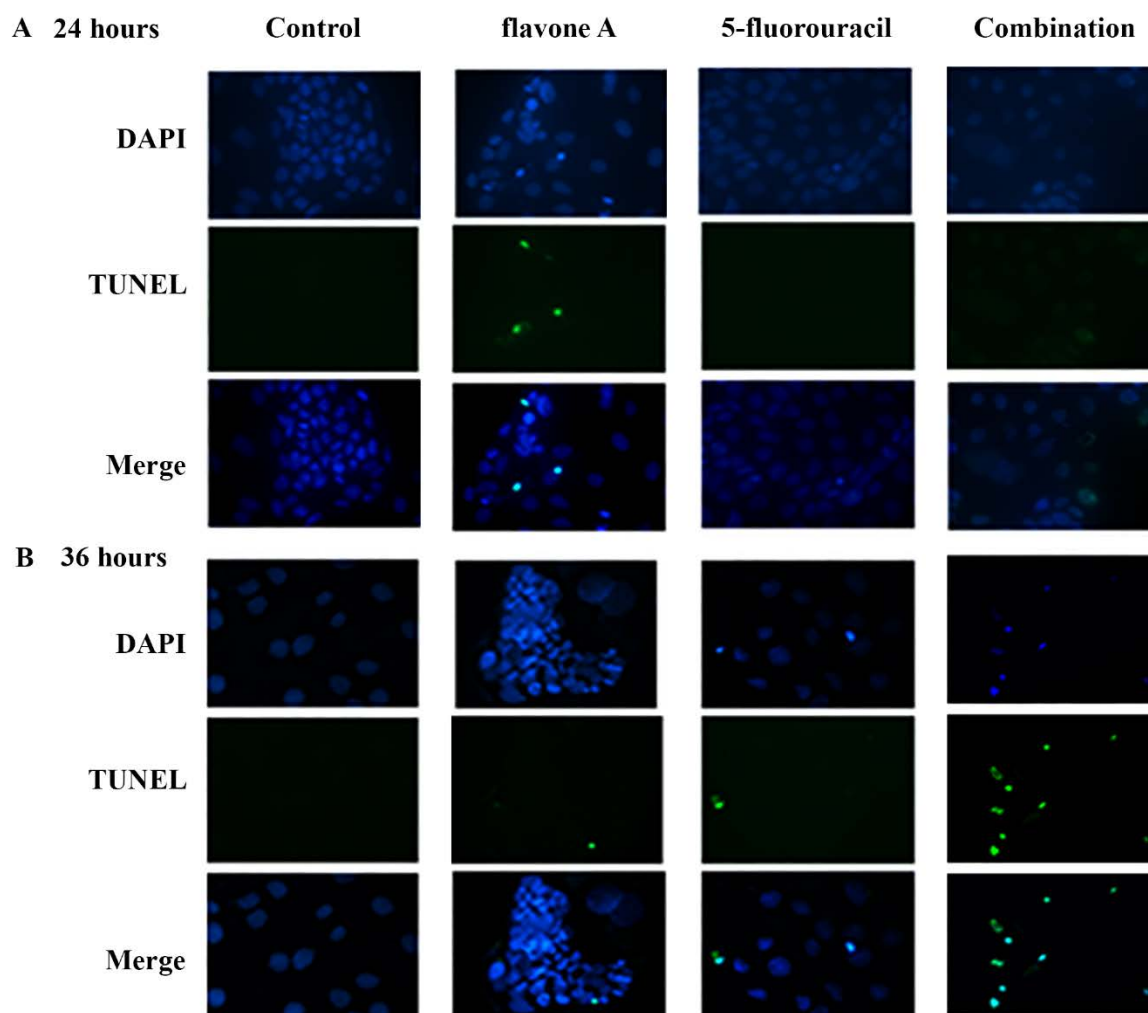 A 24 hours Control flavone A 5-fluorouracil Combination
DAPI
TUNEL
Merge
B 36 hours
DAPI
TUNEL
Merge